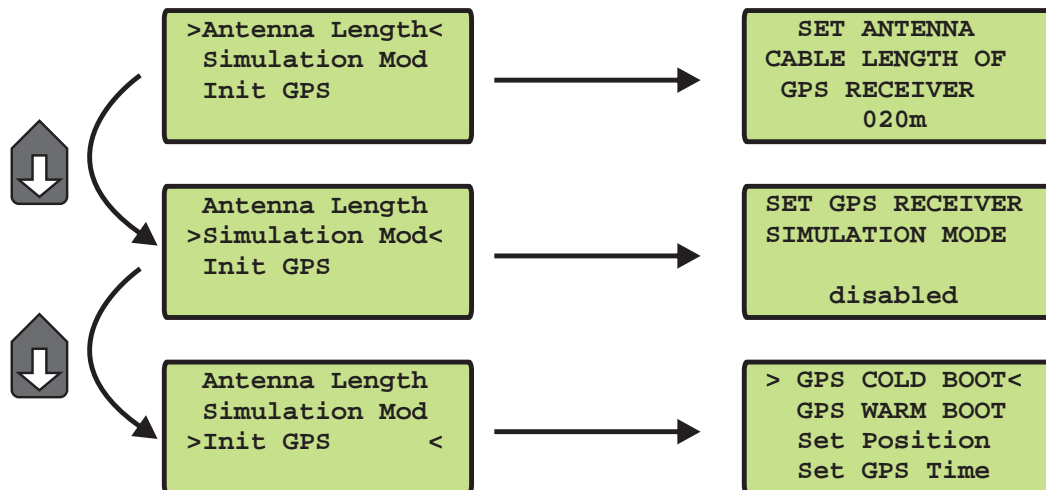 >Antenna Length<
Simulation Mod
Init GPS
SET ANTENNA
CABLE LENGTH OF
GPS RECEIVER
020m
Antenna Length
>Simulation Mod<
Init GPS
SET GPS RECEIVER
SIMULATION MODE
disabled
Antenna Length
Simulation Mod
>Init GPS <
> GPS COLD BOOT<
GPS WARM BOOT
Set Position
Set GPS Time